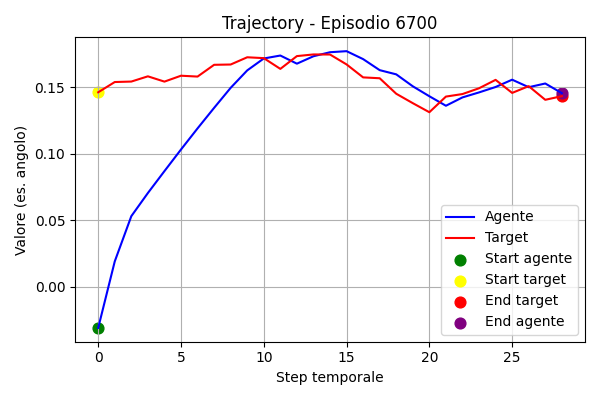 Trajectory - Episodio 6700
Valore (es. angolo)
0.15
0.10
0.05
0.00
0
5
10
15
20
25
Step temporale
Agente
Target
Start agente
Start target
End target
End agente